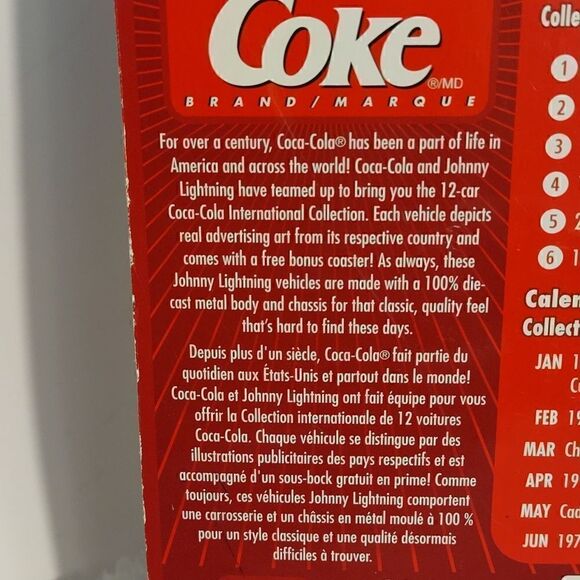 Coke
®/MD
BRAND/MARQUE
For over a century, Coca-Cola® has been a part of life in
America and across the world! Coca-Cola and Johnny
Lightning have teamed up to bring you the 12-car
Coca-Cola International Collection. Each vehicle depicts
real advertising art from its respective country and
comes with a free bonus coaster! As always, these
Johnny Lightning vehicles are made with a 100% die-
cast metal body and chassis for that classic, quality feel
that's hard to find these days.
Depuis plus d'un siècle, Coca-Cola® fait partie du
quotidien aux États-Unis et partout dans le monde!
Coca-Cola et Johnny Lightning ont fait équipe pour vous
offrir la Collection internationale de 12 voitures
Coca-Cola. Chaque véhicule se distingue par des
illustrations publicitaires des pays respectifs et est
accompagné d'un sous-bock gratuit en prime! Comme
toujours, ces véhicules Johnny Lightning comportent
une carrosserie et un châssis en métal moulé à 100 %
pour un style classique et une qualité désormais
difficiles à trouver.
1
2
3
4
5
6
JAN
FEB
MAR
APR
MAY
JUN